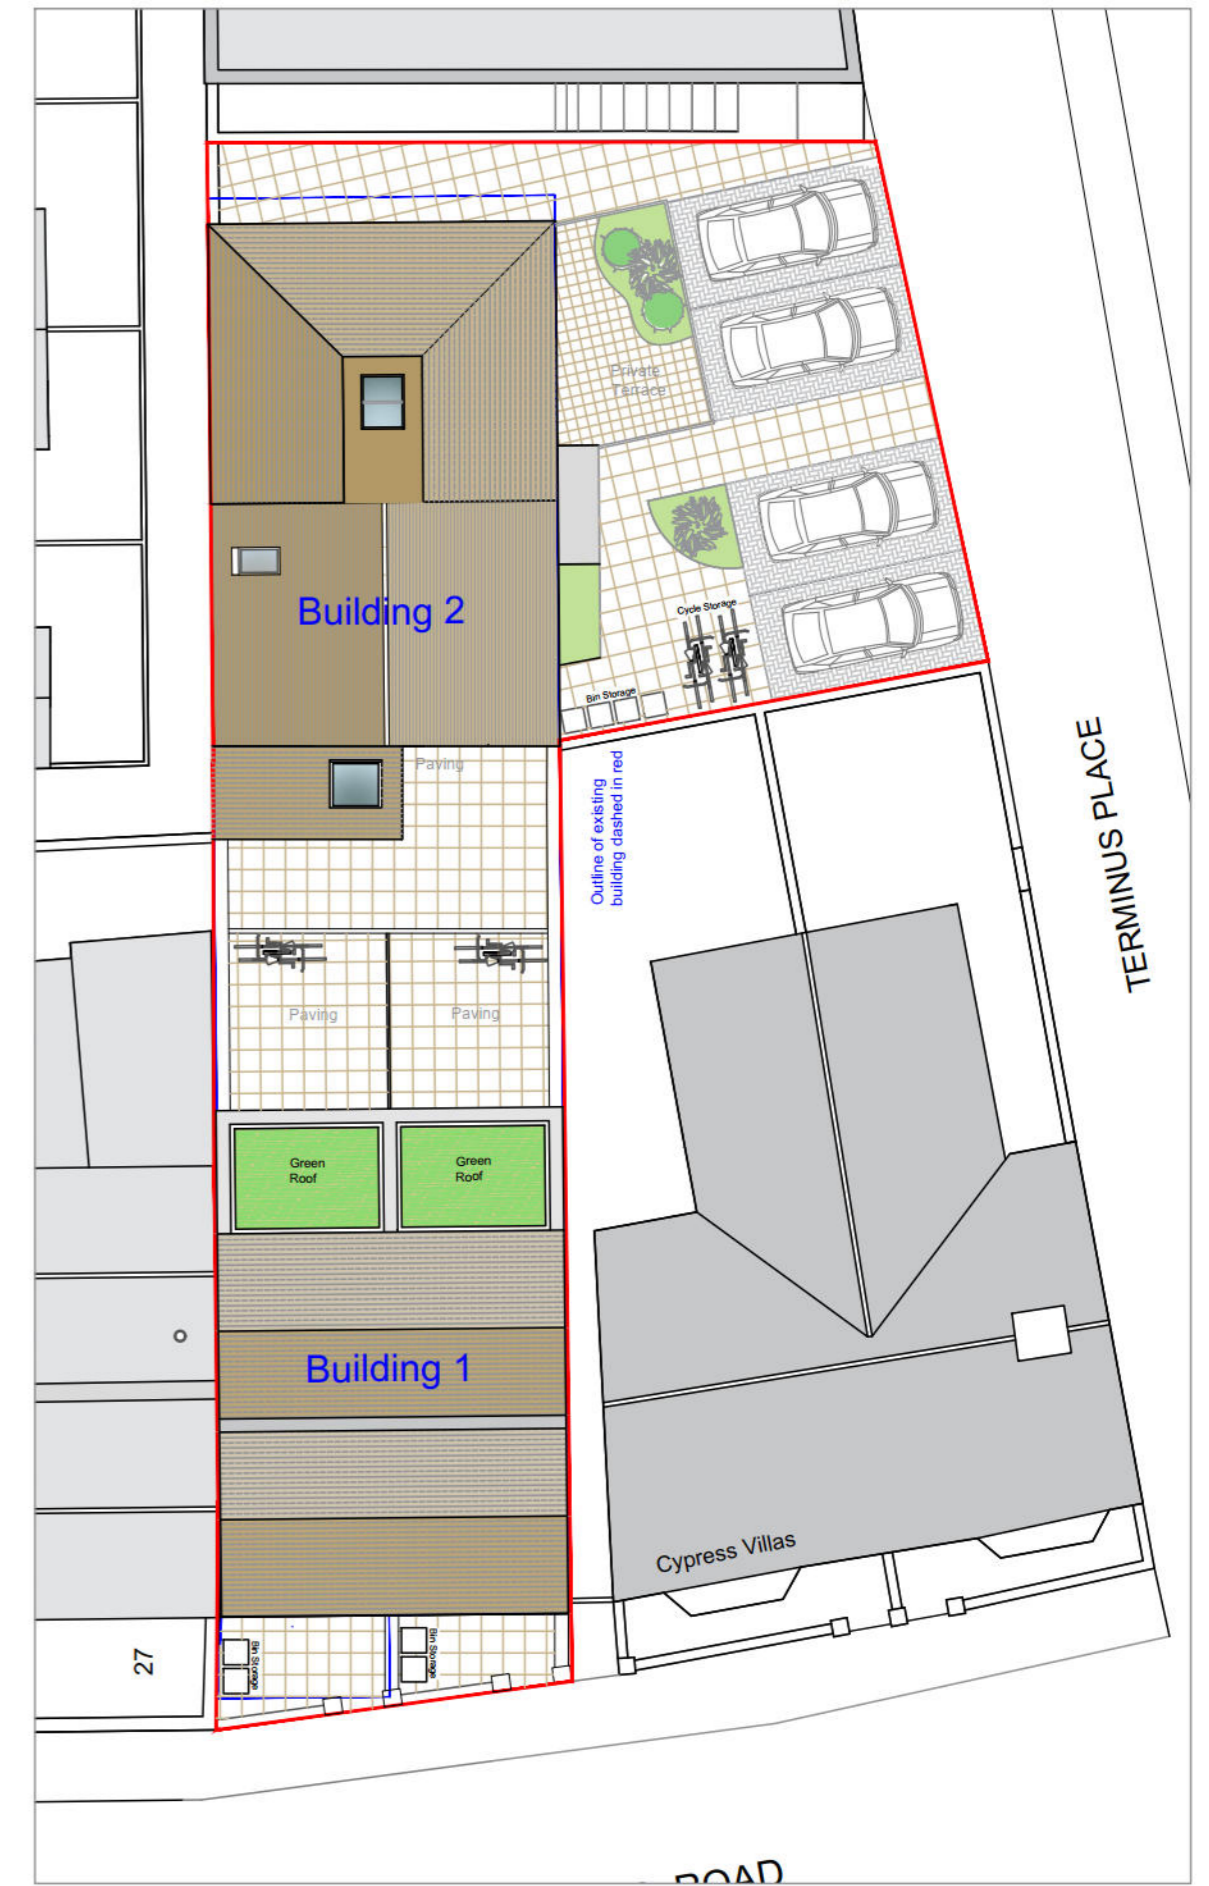 Private
Terrace
Building 2
Cycle Storage
Bin Storage
Paving
Outline of existing
building dashed in red
TERMINUS PLACE
Paving
Paving
Green
Roof
Green
Roof
Building 1
Cypress Villas
27
Bin Storage
Bin Storage
ROAD